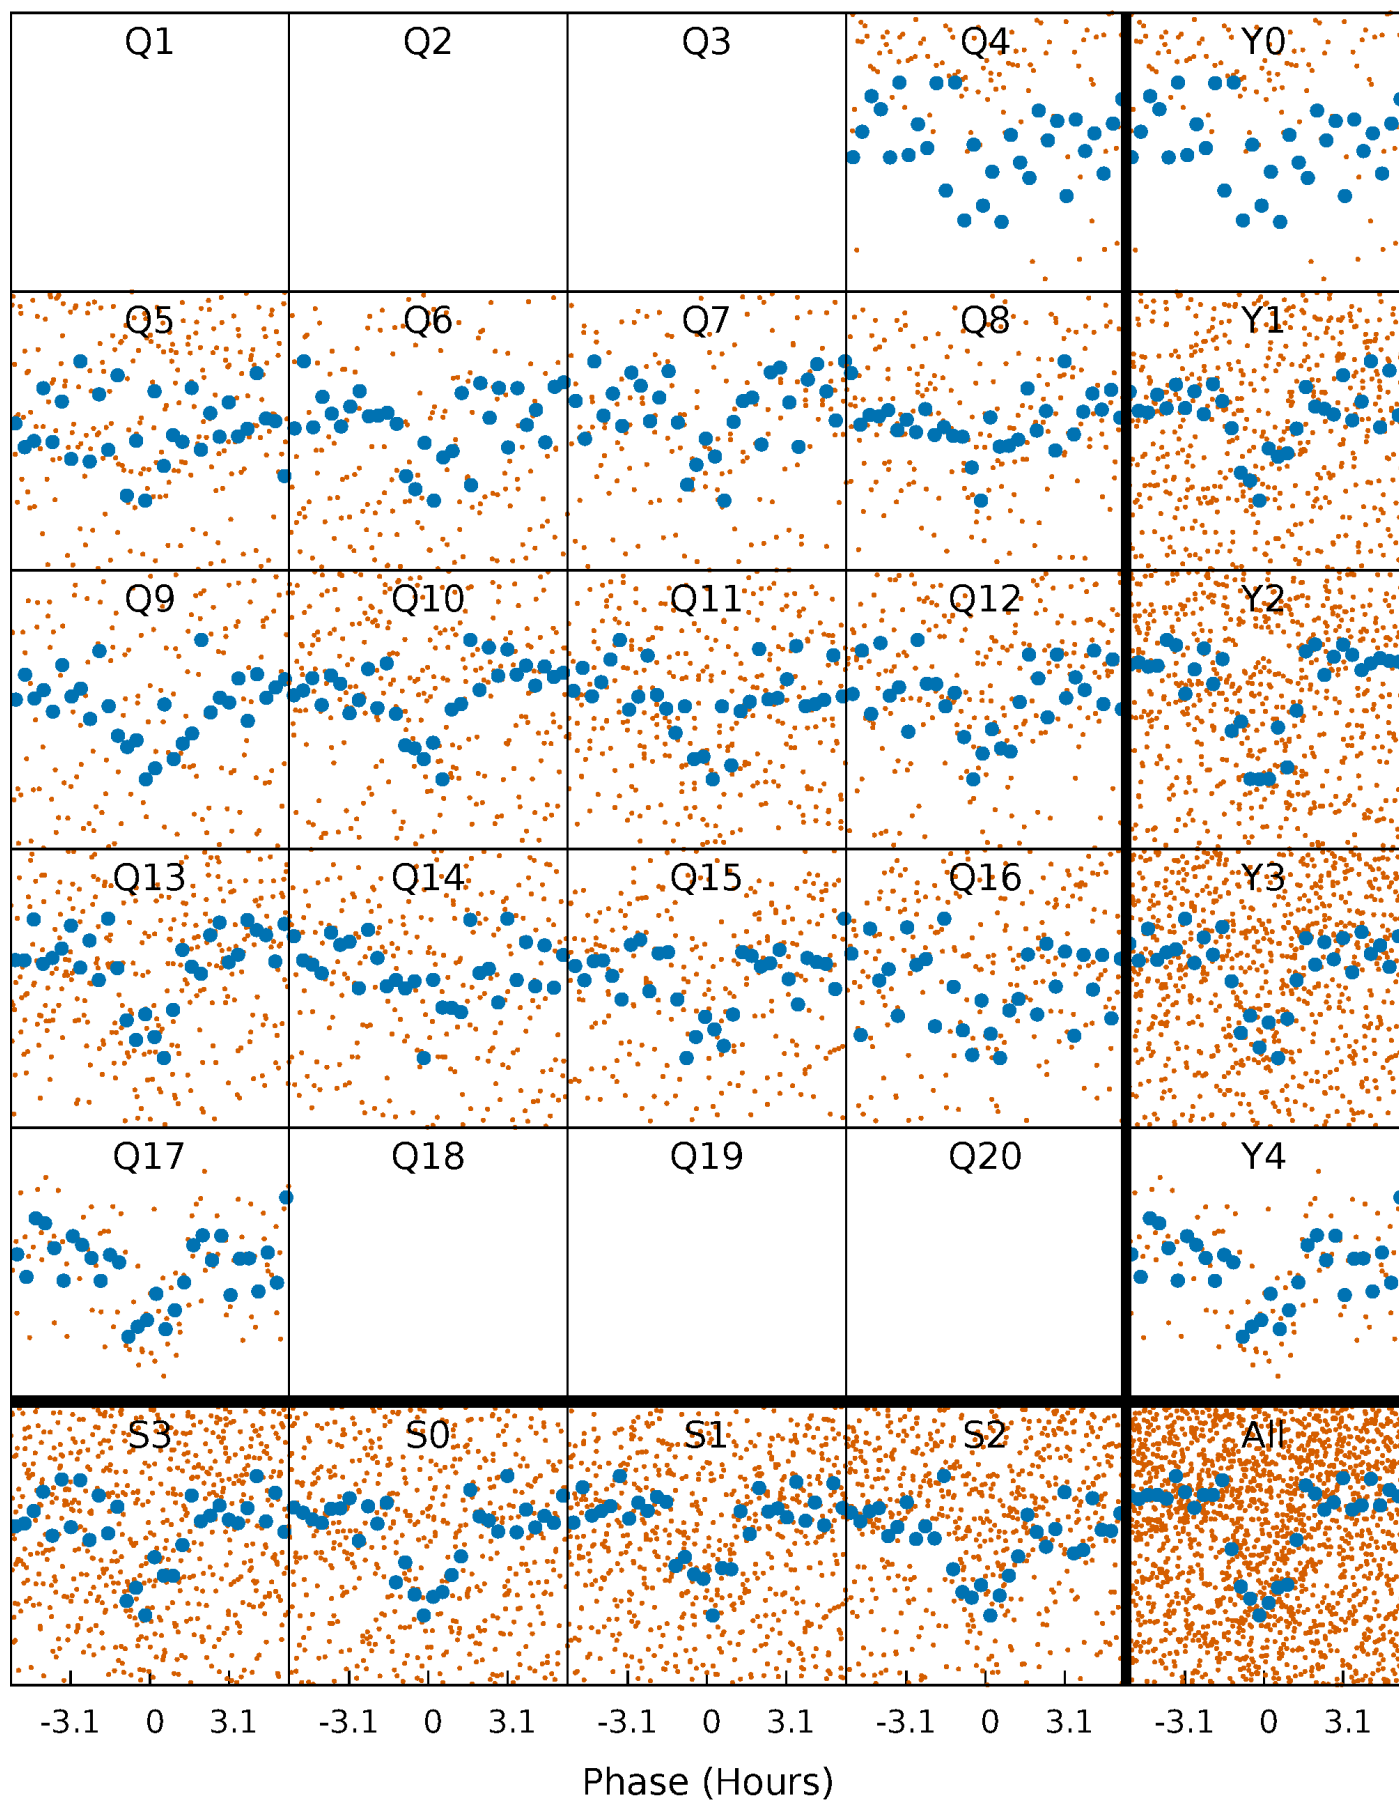 Q1 Q2 Q3 Q4 Y0
Q5 Q6 Q7 Q8 Y1
Q9 Q10 Q11 Q12 Y2
Q13 Q14 Q15 Q16 Y3
Q17 Q18 Q19 Q20 Y4
S3 S0 S1 S2 All
-3.1 0 3.1 -3.1 0 3.1 -3.1 0 3.1 -3.1 0 3.1 -3.1 0 3.1
Phase (Hours)